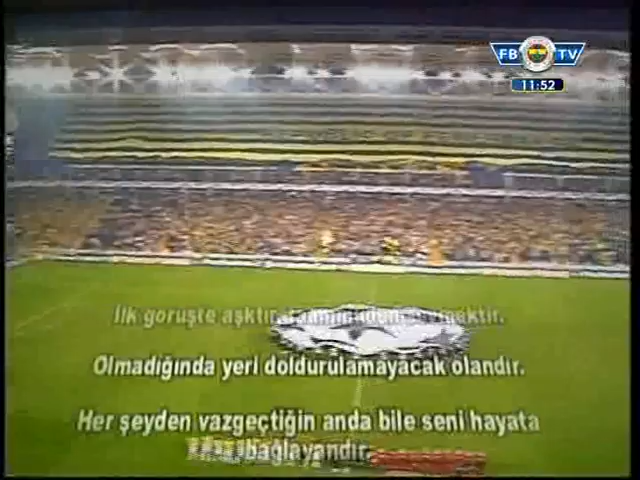 FB TV
11:52
İlk görüşte aşktır,
Olmadığında yeri doldurulamayacak olandır.
Her şeyden vazgeçtiğin anda bile seni hayata
bağlayandır.